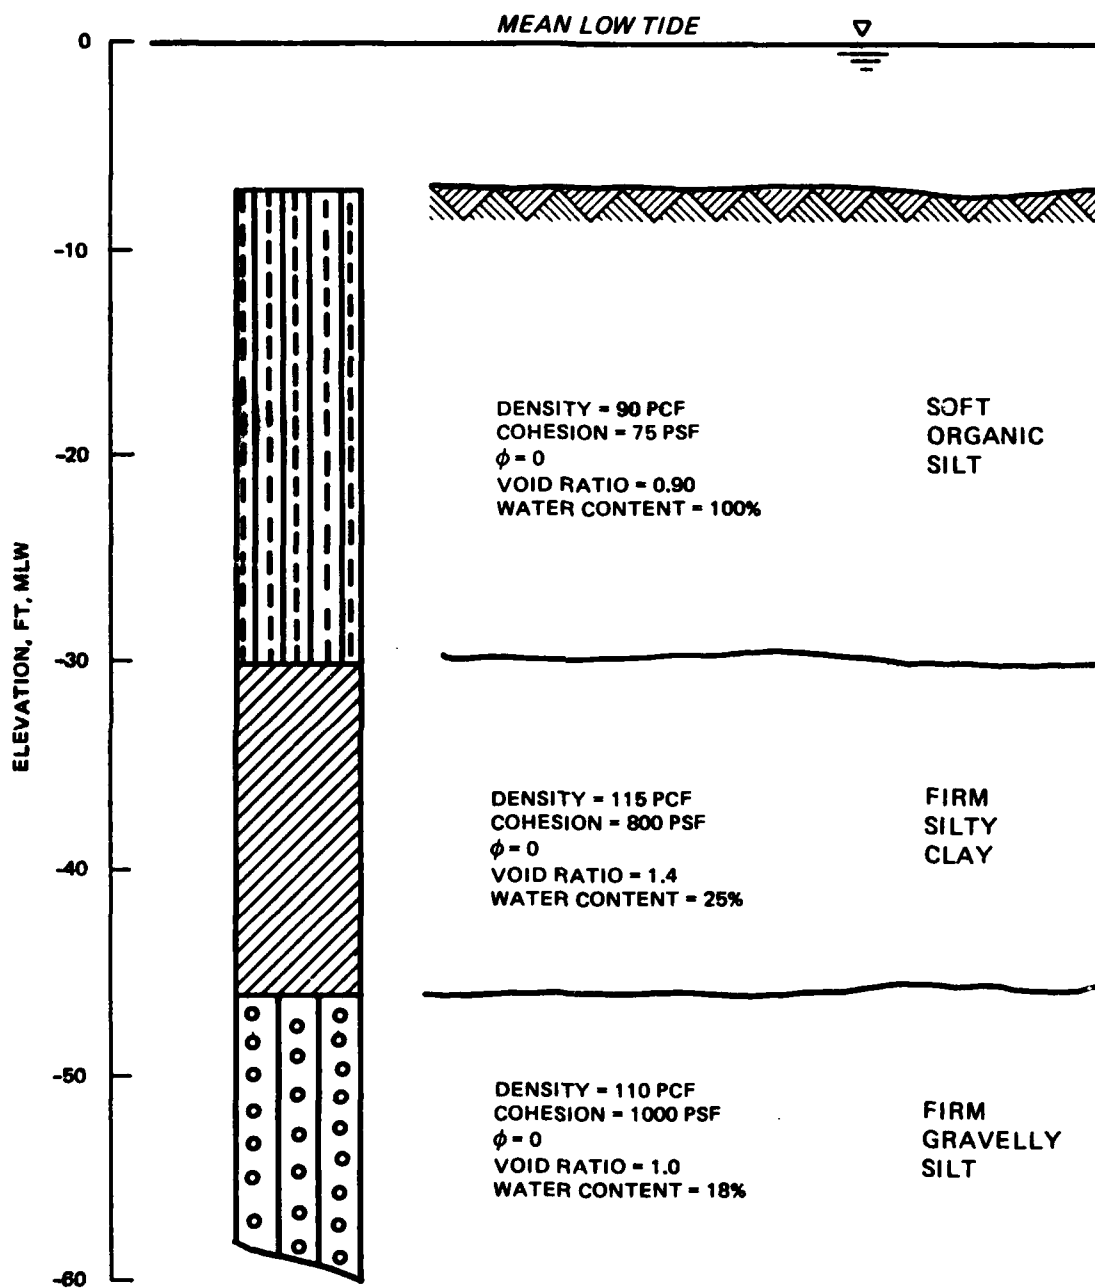 MEAN LOW TIDE
0
-10
-20
-30
-40
-50
-60
ELEVATION, FT, MLW
DENSITY = 90 PCF
COHESION = 75 PSF
ϕ = 0
VOID RATIO = 0.90
WATER CONTENT = 100%
SOFT
ORGANIC
SILT
DENSITY = 115 PCF
COHESION = 800 PSF
ϕ = 0
VOID RATIO = 1.4
WATER CONTENT = 25%
FIRM
SILTY
CLAY
DENSITY = 110 PCF
COHESION = 1000 PSF
ϕ = 0
VOID RATIO = 1.0
WATER CONTENT = 18%
FIRM
GRAVELLY
SILT